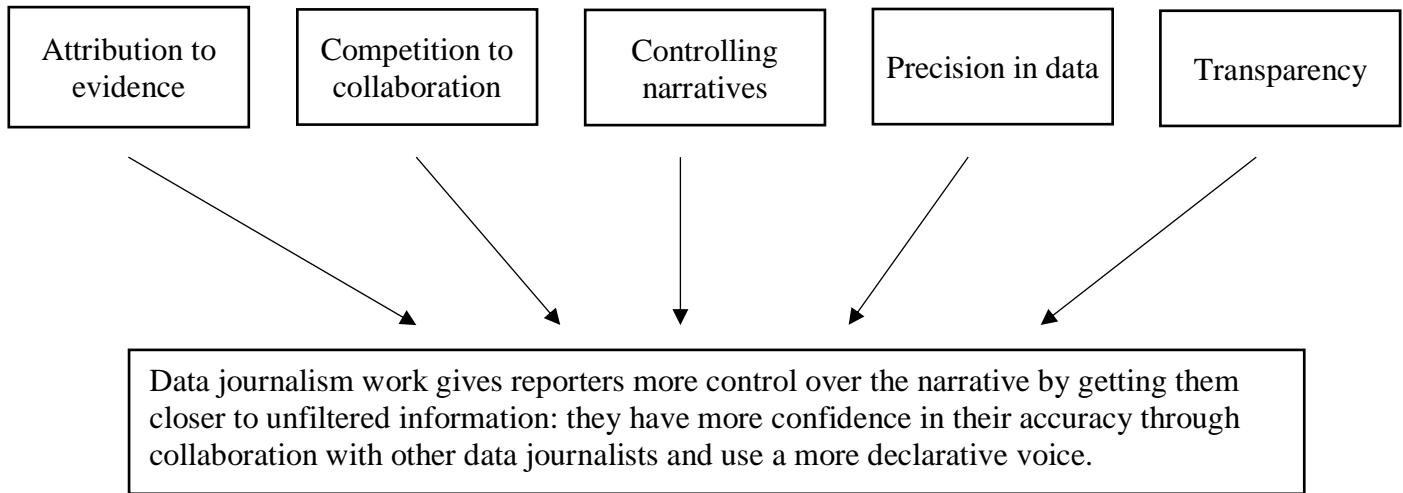 Attribution to
evidence
Competition to
collaboration
Controlling
narratives
Precision in data
Transparency
Data journalism work gives reporters more control over the narrative by getting them
closer to unfiltered information: they have more confidence in their accuracy through
collaboration with other data journalists and use a more declarative voice.